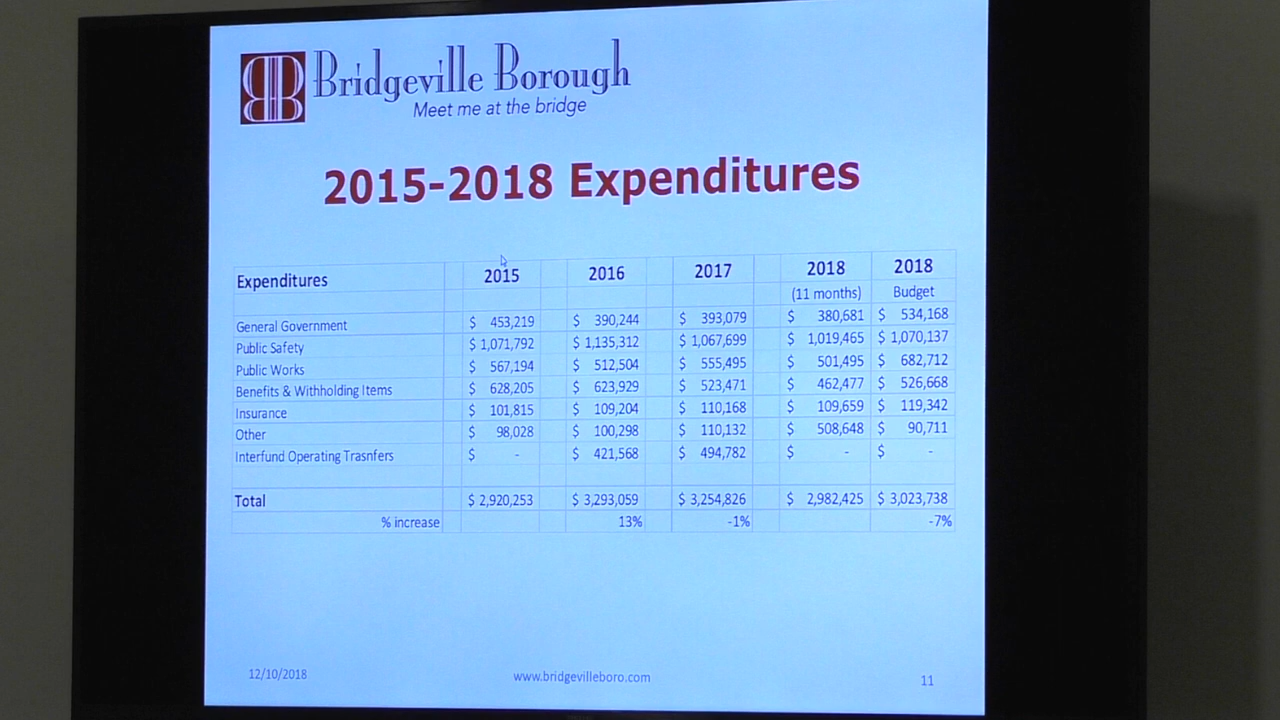 BB Bridgeville Borough
Meet me at the bridge
2015-2018 Expenditures
Expenditures 2015 2016 2017 2018 2018
(11 months) Budget
General Government $ 453,219 $ 390,244 $ 393,079 $ 380,681 $ 534,168
Public Safety $ 1,071,792 $ 1,135,312 $ 1,067,699 $ 1,019,465 $ 1,070,137
Public Works $ 567,194 $ 512,504 $ 555,495 $ 501,495 $ 682,712
Benefits & Withholding Items $ 628,205 $ 623,929 $ 523,471 $ 462,477 $ 526,668
Insurance $ 101,815 $ 109,204 $ 110,168 $ 109,659 $ 119,342
Other $ 98,028 $ 100,298 $ 110,132 $ 508,648 $ 90,711
Interfund Operating Trasnfers $ - $ 421,568 $ 494,782 $ - $ -
Total $ 2,920,253 $ 3,293,059 $ 3,254,826 $ 2,982,425 $ 3,023,738
% increase 13% -1% -7%
12/10/2018 www.bridgevilleboro.com 11